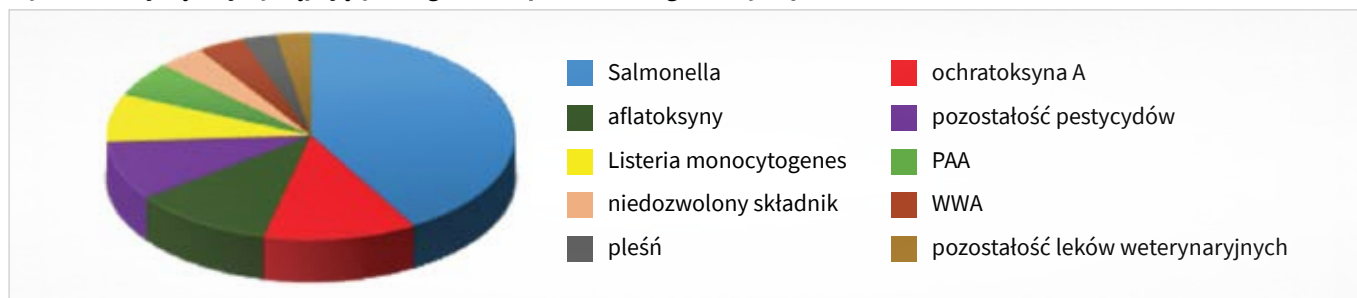 Salmonella
ochratoksyna A
aflatoksyny
pozostałość pestycydów
Listeria monocytogenes
PAA
niedozwolony składnik
WWA
pleśń
pozostałość leków weterynaryjnych